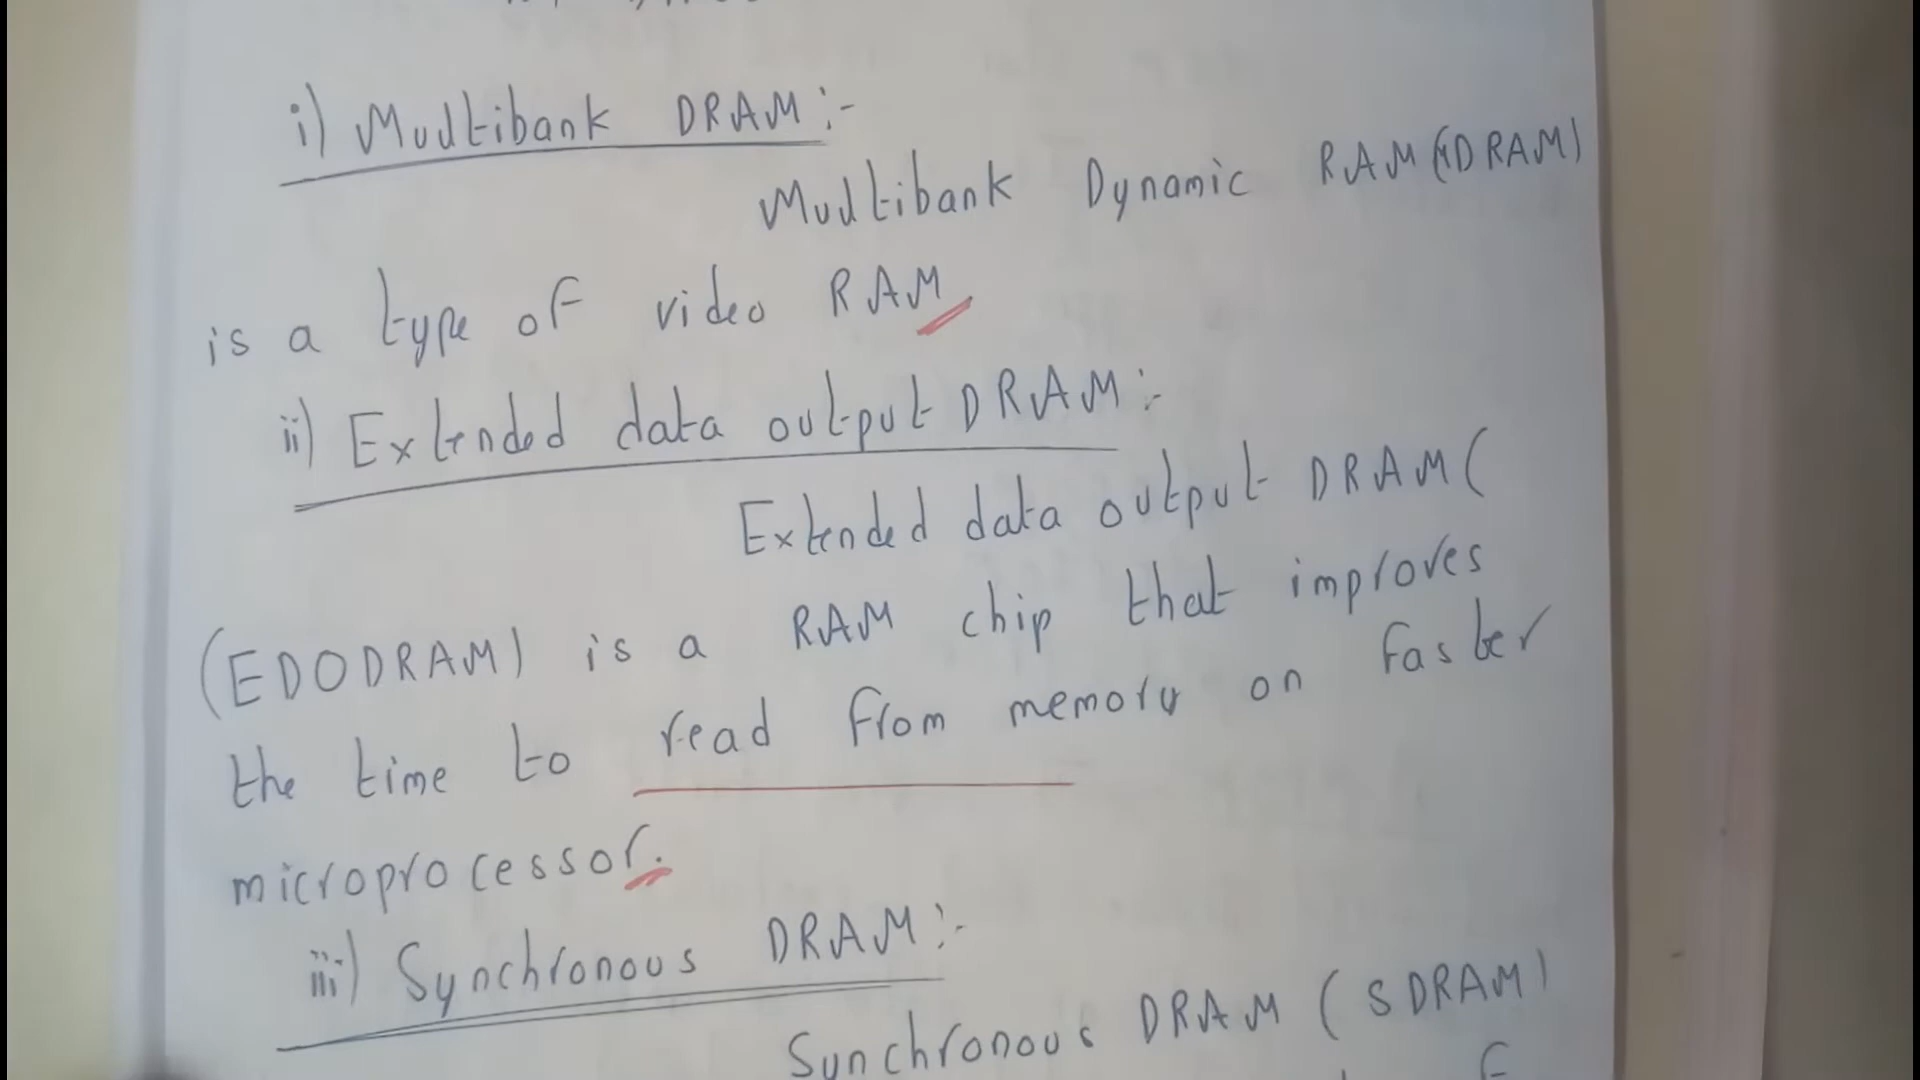 i) Multibank DRAM :-
Multibank Dynamic RAM (MDRAM)
is a type of video RAM
ii) Extended data output DRAM :-
Extended data output DRAM (
(EDODRAM) is a RAM chip that improves
the time to read from memory on faster
microprocessor.
iii) Synchronous DRAM :-
Synchronous DRAM (SDRAM)